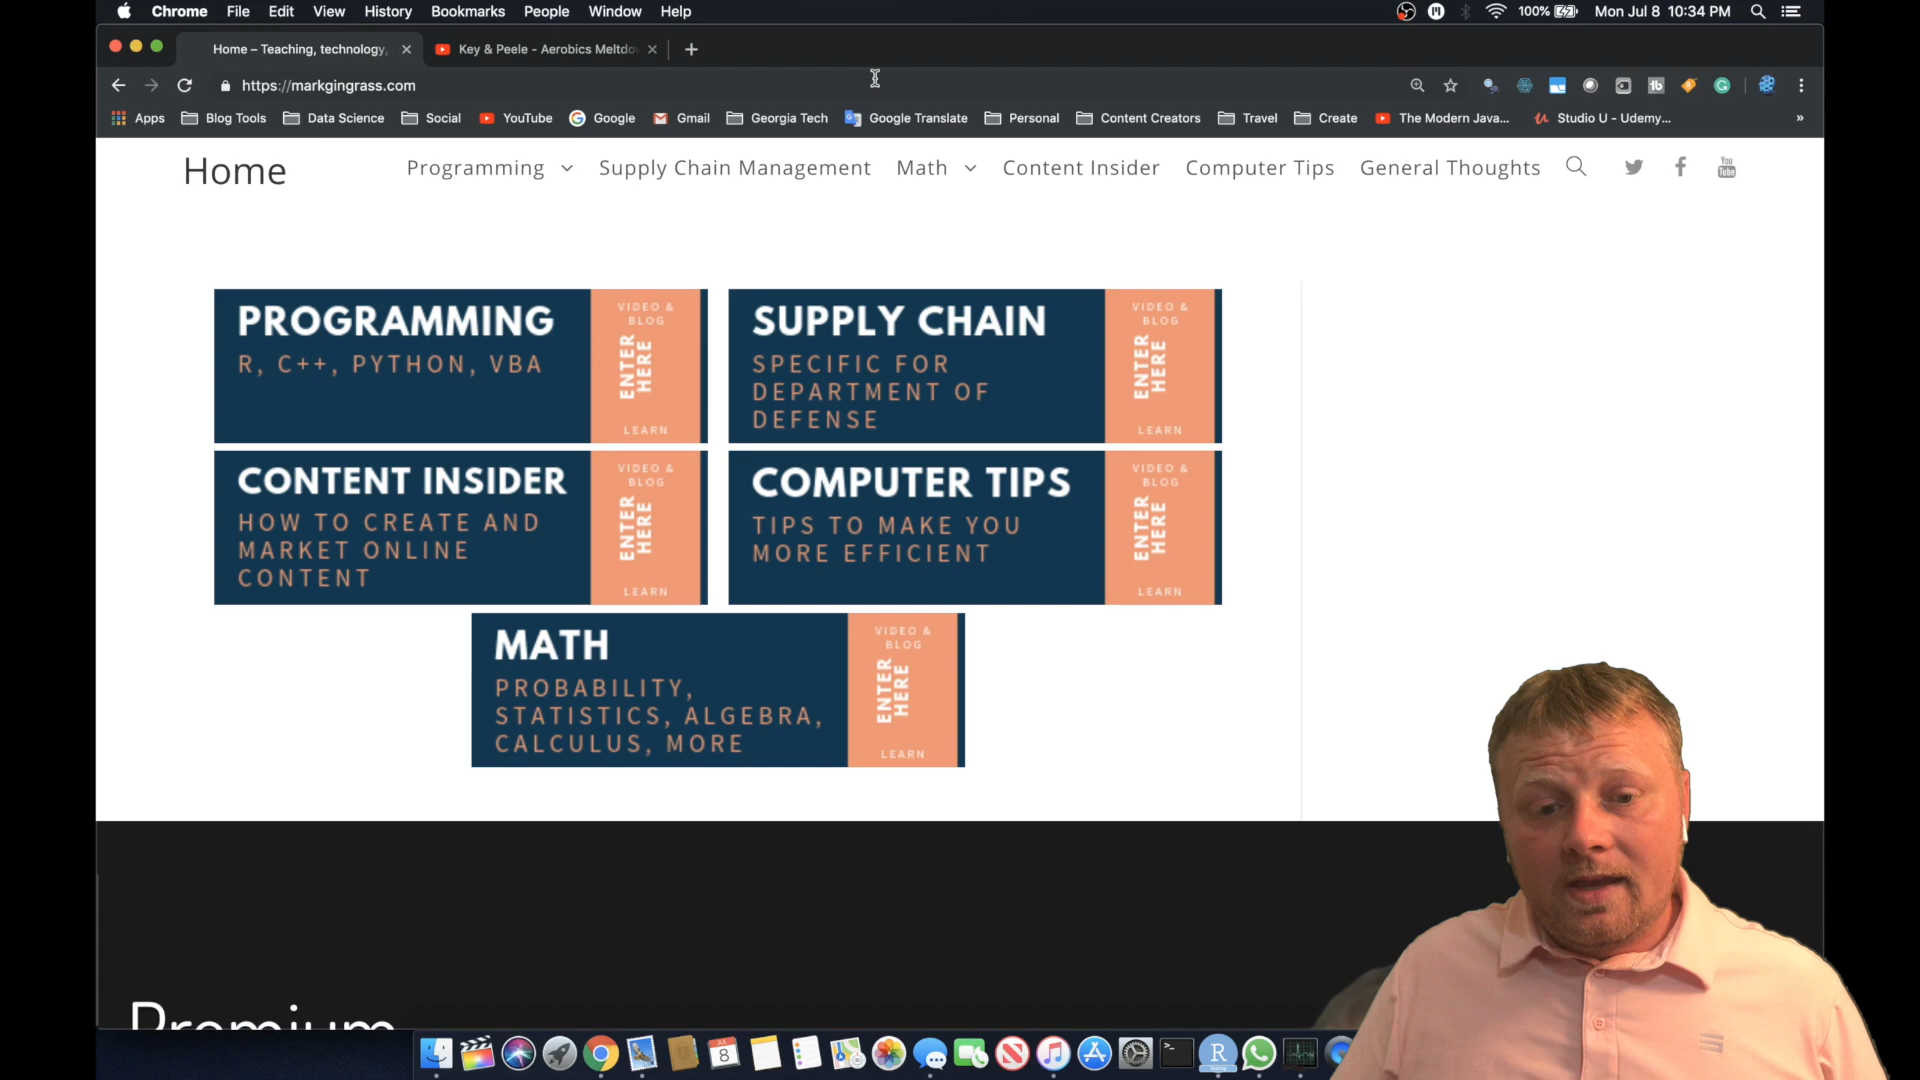 Chrome File Edit View History Bookmarks People Window Help 100% Mon Jul 8 10:34 PM
Home – Teaching, technology, Key & Peele - Aerobics Meltdo
https://markgingrass.com
Apps Blog Tools Data Science Social YouTube Google Gmail Georgia Tech Google Translate Personal Content Creators Travel Create The Modern Java... Studio U - Udemy... »
Home Programming Supply Chain Management Math Content Insider Computer Tips General Thoughts You Tube
PROGRAMMING
R, C++, PYTHON, VBA
VIDEO &
BLOG
ENTER
HERE
LEARN
SUPPLY CHAIN
SPECIFIC FOR
DEPARTMENT OF
DEFENSE
VIDEO &
BLOG
ENTER
HERE
LEARN
CONTENT INSIDER
HOW TO CREATE AND
MARKET ONLINE
CONTENT
VIDEO &
BLOG
ENTER
HERE
LEARN
COMPUTER TIPS
TIPS TO MAKE YOU
MORE EFFICIENT
VIDEO &
BLOG
ENTER
HERE
LEARN
MATH
PROBABILITY,
STATISTICS, ALGEBRA,
CALCULUS, MORE
VIDEO &
BLOG
ENTER
HERE
LEARN
Premium
JUL
8
R